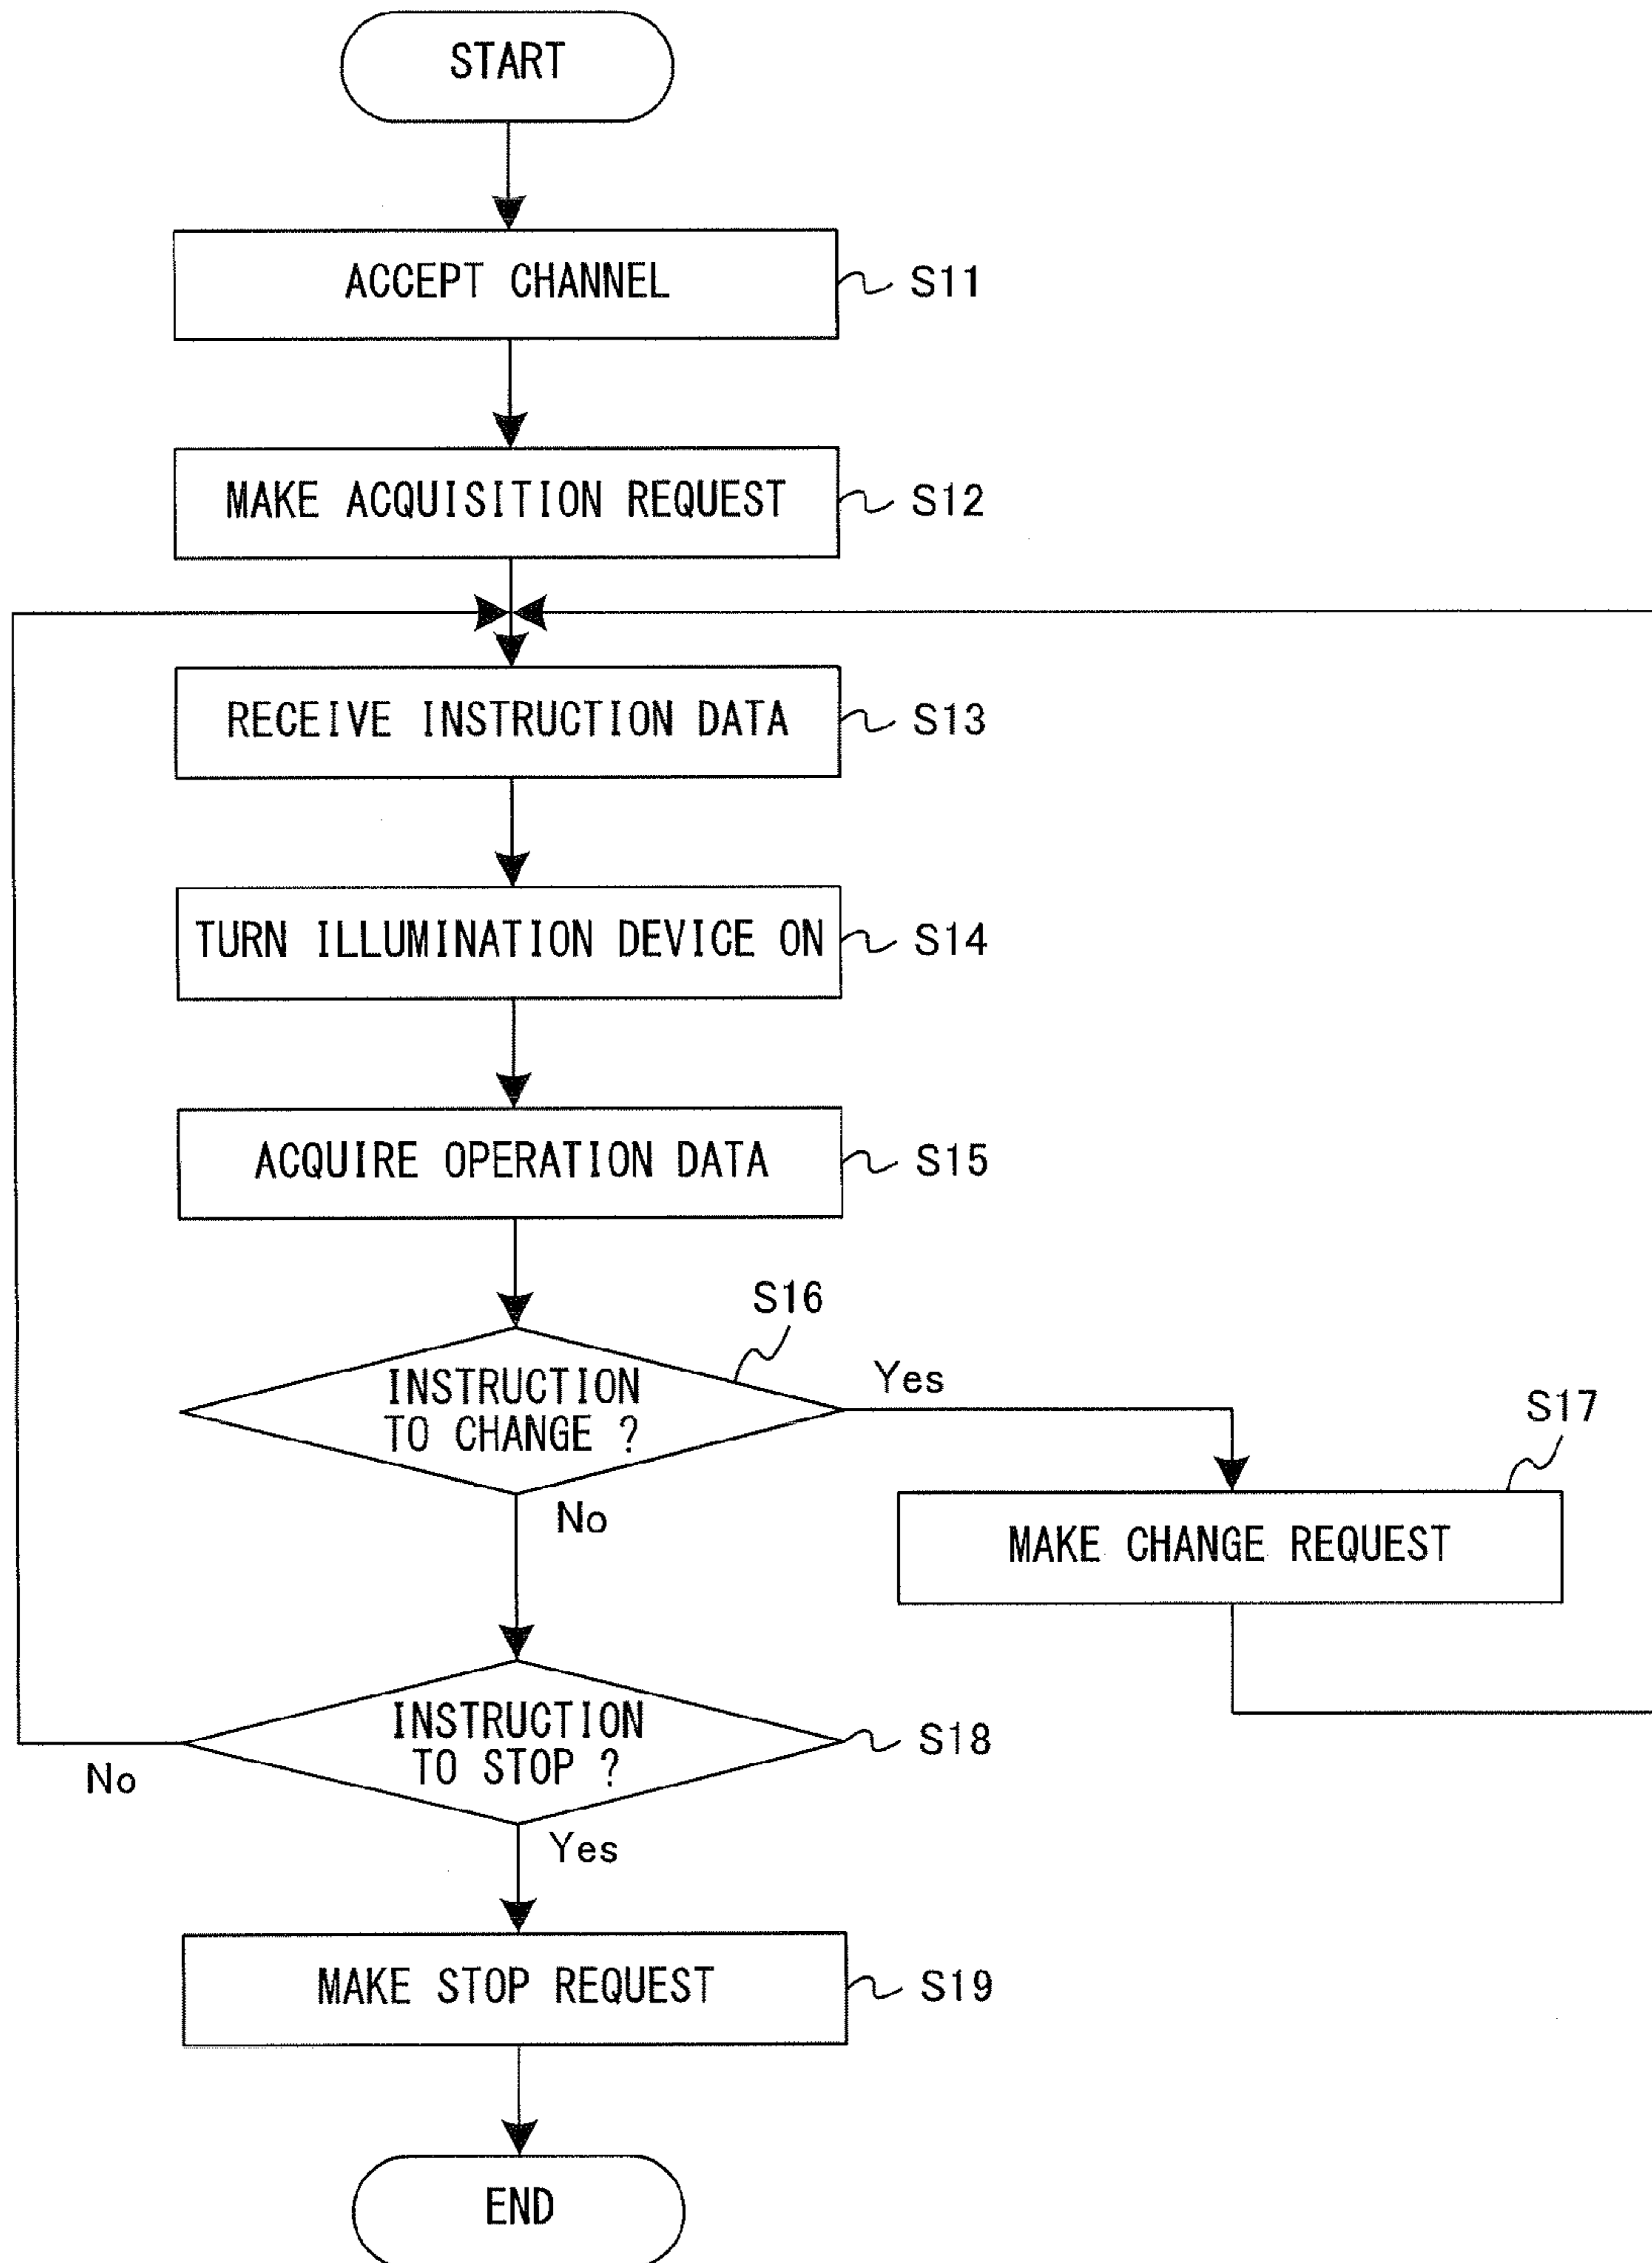 START
ACCEPT CHANNEL
S11
MAKE ACQUISITION REQUEST
S12
RECEIVE INSTRUCTION DATA
S13
TURN ILLUMINATION DEVICE ON
S14
ACQUIRE OPERATION DATA
S15
S16
INSTRUCTION
TO CHANGE ?
Yes
No
S17
MAKE CHANGE REQUEST
INSTRUCTION
TO STOP ?
S18
No
Yes
MAKE STOP REQUEST
S19
END